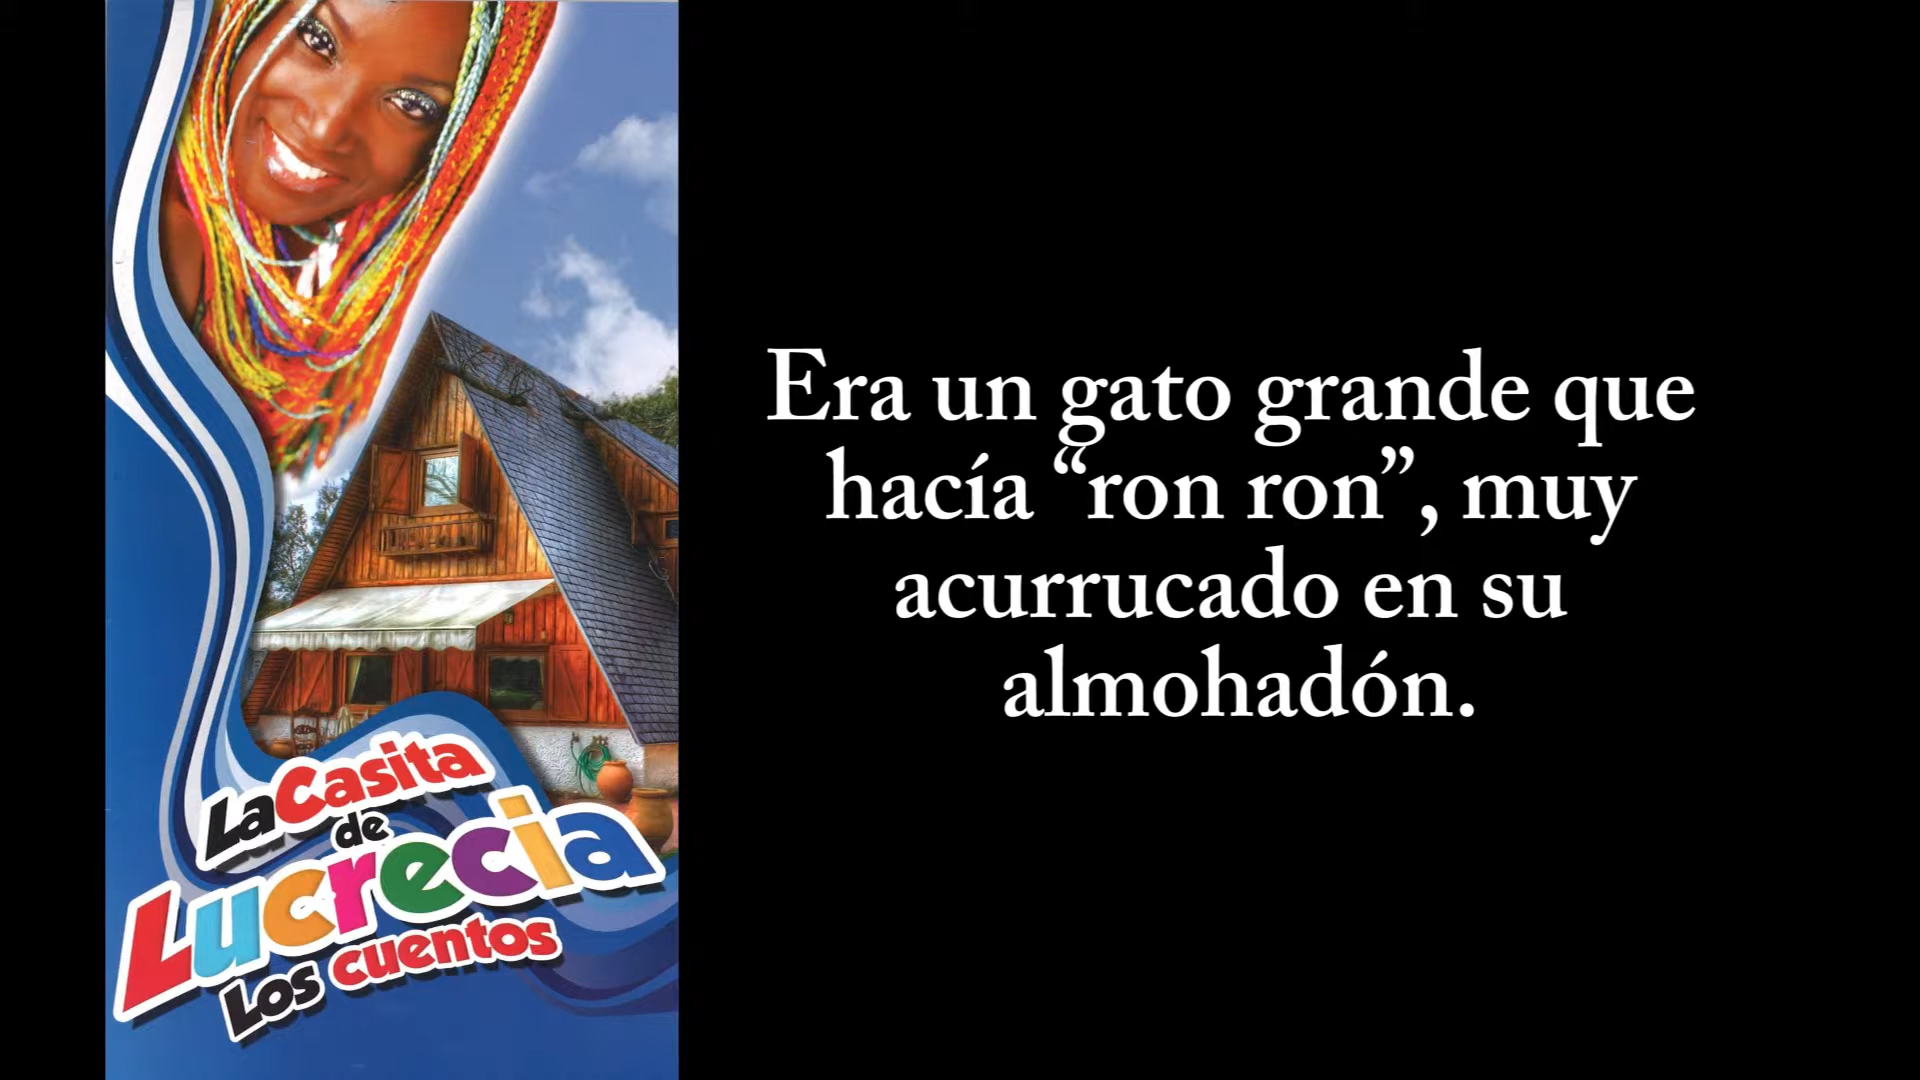 La Casita
de
Lucrecia
Los cuentos
Era un gato grande que
hacía “ron ron”, muy
acurrucado en su
almohadón.